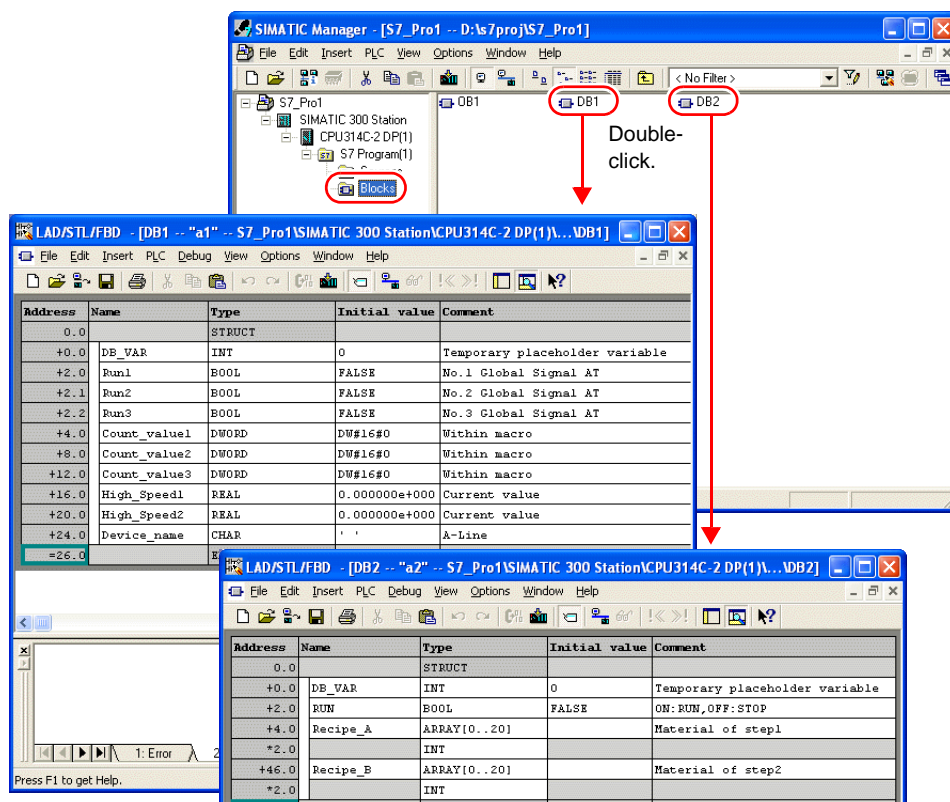 SIMATIC Manager - [S7_Pro1 -- D:\s7proj\S7_Pro1]
File Edit Insert PLC View Options Window Help
< No Filter >
S7_Pro1
SIMATIC 300 Station
CPU314C-2 DP(1)
S7 Program(1)
Blocks
OB1 DB1 DB2
Double-
click.
LAD/STL/FBD - [DB1 -- "a1" -- S7_Pro1\SIMATIC 300 Station\CPU314C-2 DP(1)\...\DB1]
File Edit Insert PLC Debug View Options Window Help
Address Name Type Initial value Comment
0.0 STRUCT
+0.0 DB_VAR INT 0 Temporary placeholder variable
+2.0 Run1 BOOL FALSE No.1 Global Signal AT
+2.1 Run2 BOOL FALSE No.2 Global Signal AT
+2.2 Run3 BOOL FALSE No.3 Global Signal AT
+4.0 Count_value1 DWORD DW#16#0 Within macro
+8.0 Count_value2 DWORD DW#16#0 Within macro
+12.0 Count_value3 DWORD DW#16#0 Within macro
+16.0 High_Speed1 REAL 0.000000e+000 Current value
+20.0 High_Speed2 REAL 0.000000e+000 Current value
+24.0 Device_name CHAR ' ' A-Line
=26.0
1: Error 2
Press F1 to get Help.
LAD/STL/FBD - [DB2 -- "a2" -- S7_Pro1\SIMATIC 300 Station\CPU314C-2 DP(1)\...\DB2]
File Edit Insert PLC Debug View Options Window Help
Address Name Type Initial value Comment
0.0 STRUCT
+0.0 DB_VAR INT 0 Temporary placeholder variable
+2.0 RUN BOOL FALSE ON:RUN,OFF:STOP
+4.0 Recipe_A ARRAY[0..20] Material of step1
*2.0 INT
+46.0 Recipe_B ARRAY[0..20] Material of step2
*2.0 INT